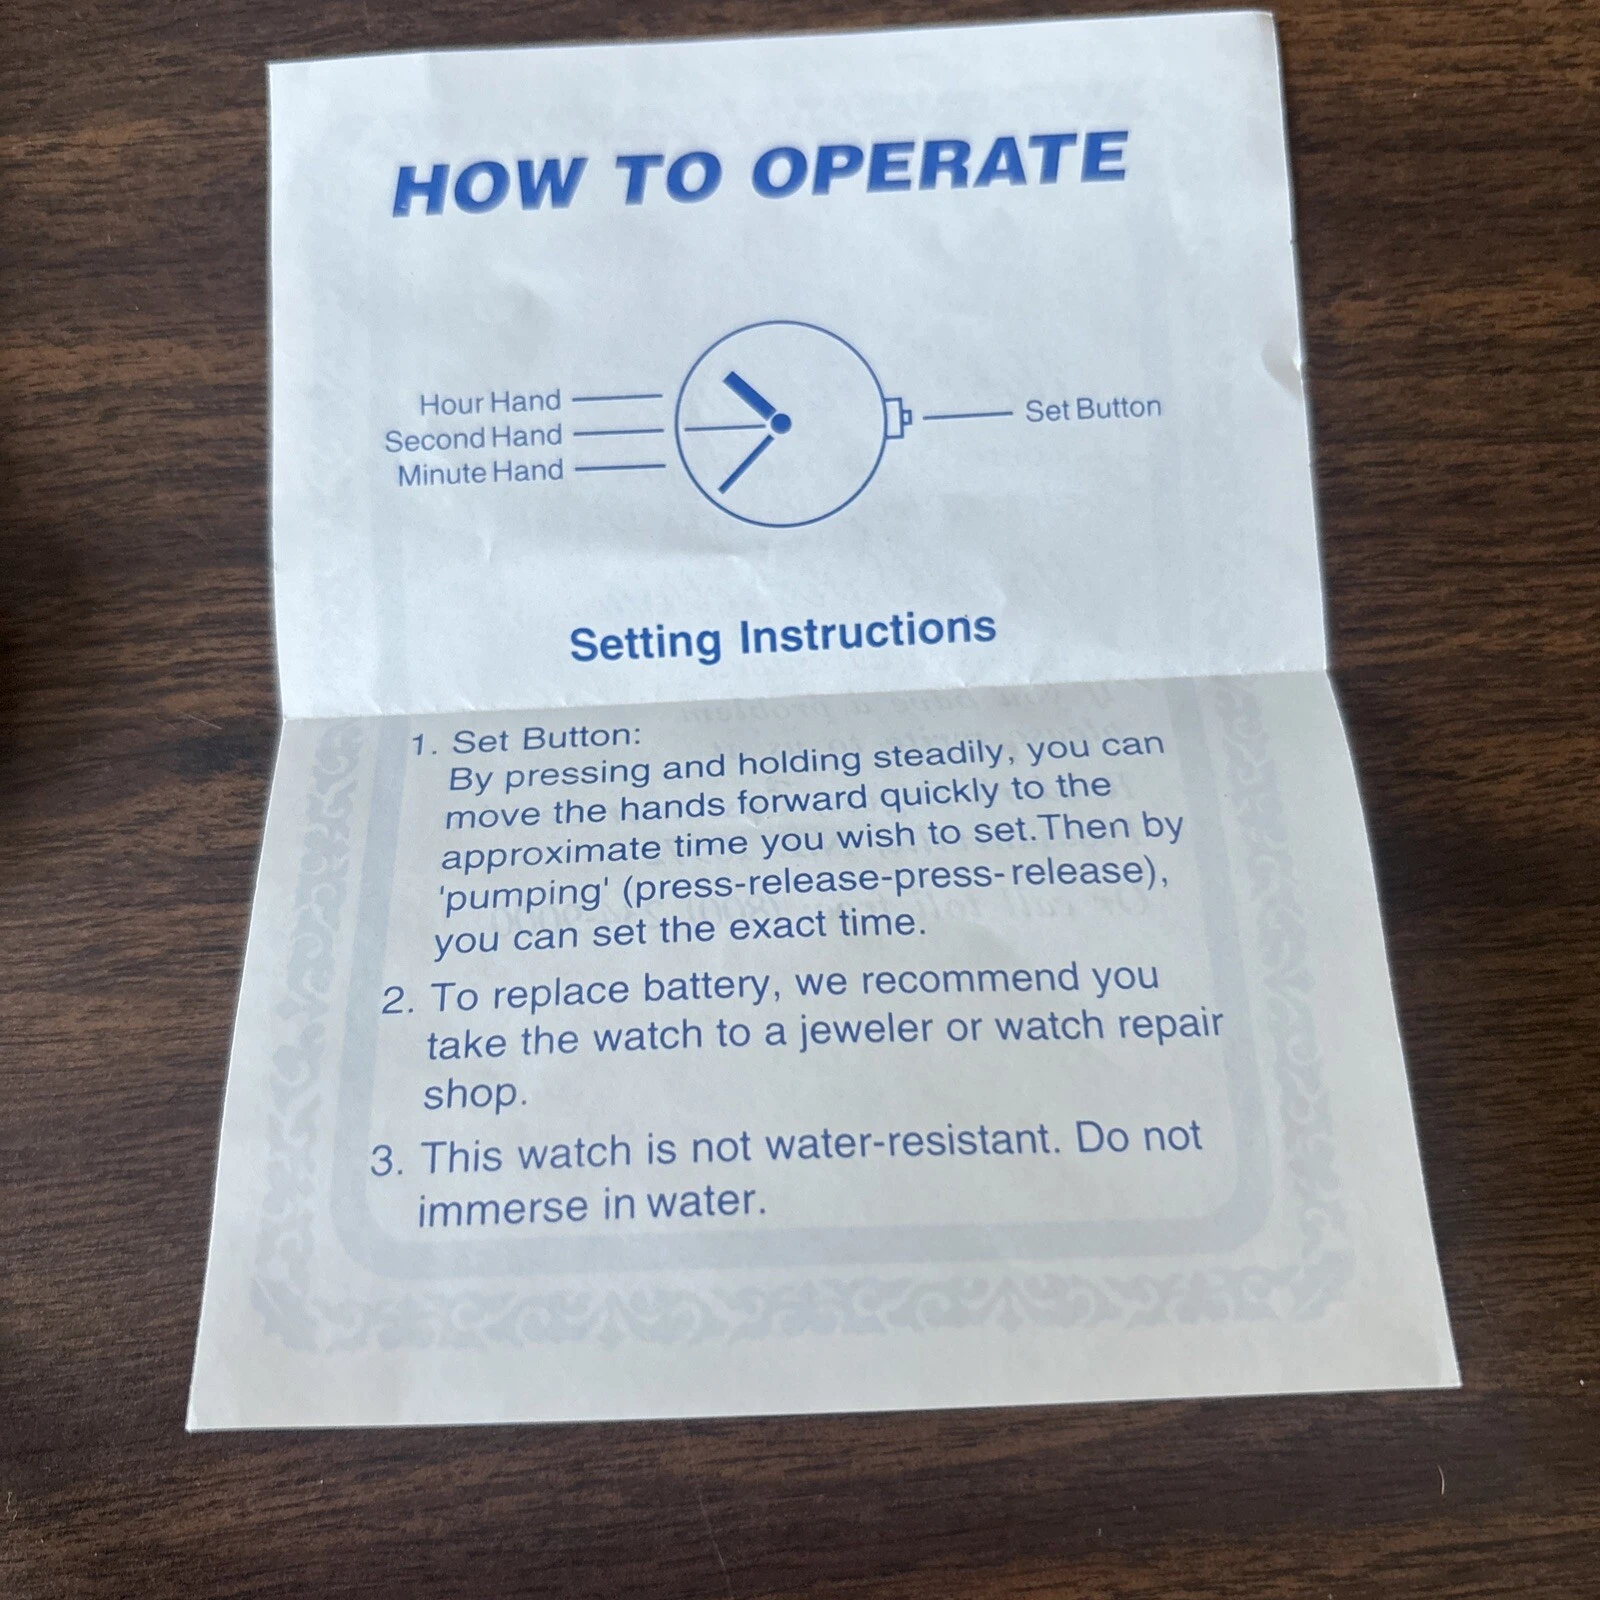 HOW TO OPERATE
Hour Hand
Second Hand
Minute Hand
Set Button
Setting Instructions
1. Set Button:
By pressing and holding steadily, you can
move the hands forward quickly to the
approximate time you wish to set. Then by
'pumping' (press-release-press-release),
you can set the exact time.
2. To replace battery, we recommend you
take the watch to a jeweler or watch repair
shop.
3. This watch is not water-resistant. Do not
immerse in water.